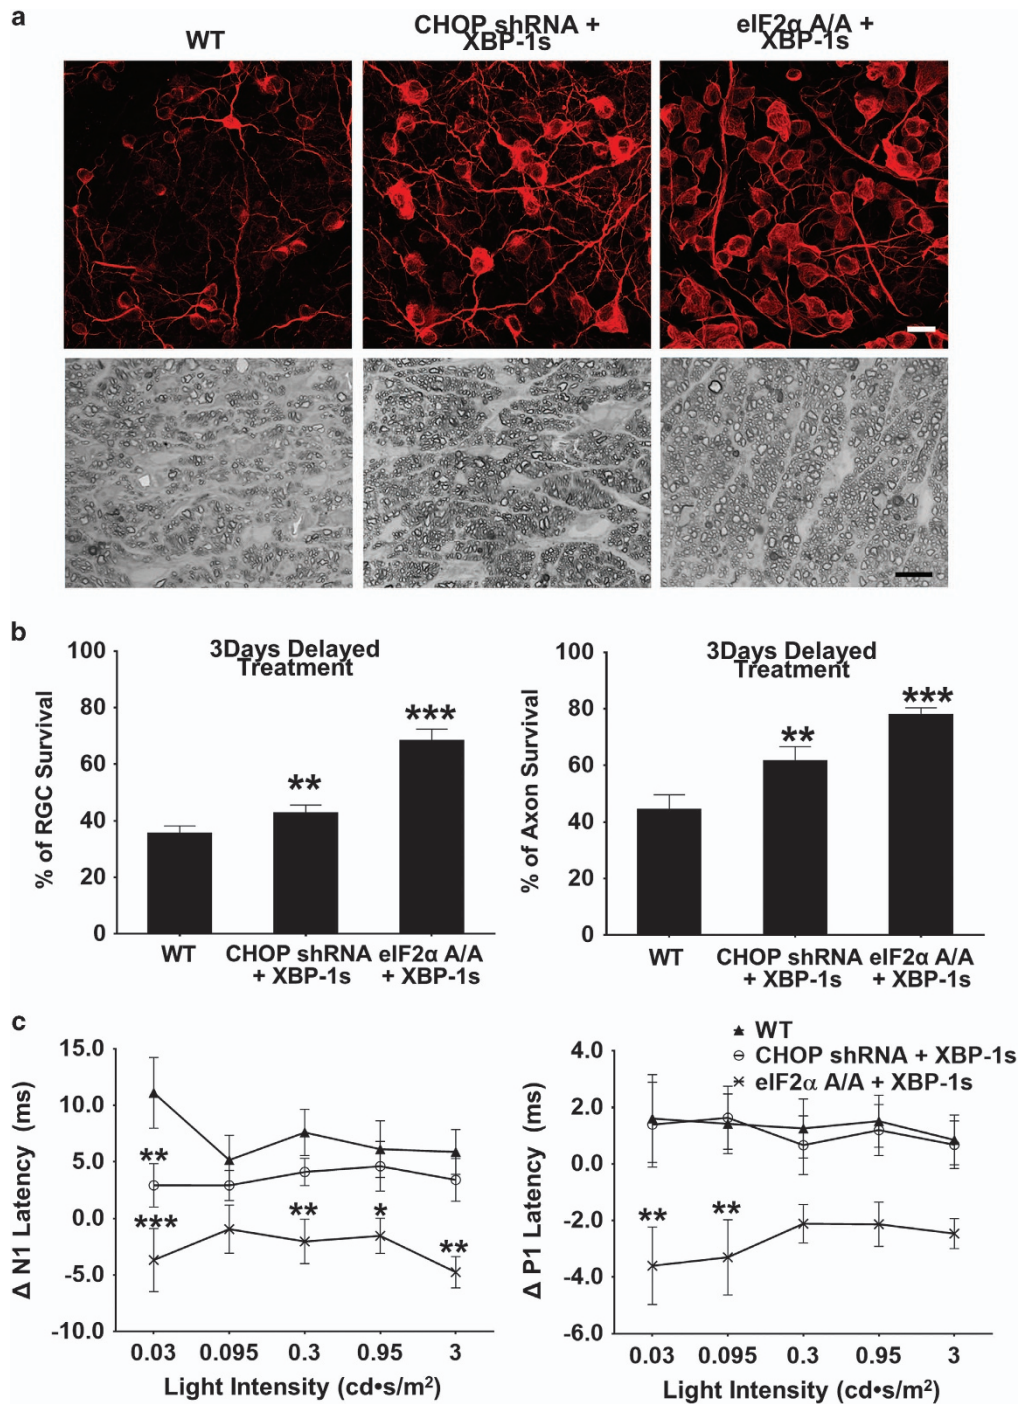 a
WT
CHOP shRNA +
XBP-1s
eIF2α A/A +
XBP-1s
b
3Days Delayed
Treatment
% of RGC Survival
100
80
60
40
20
0
**
***
WT
CHOP shRNA
+ XBP-1s
eIF2α A/A
+ XBP-1s
3Days Delayed
Treatment
% of Axon Survival
100
80
60
40
20
0
**
***
WT
CHOP shRNA
+ XBP-1s
eIF2α A/A
+ XBP-1s
c
Δ N1 Latency (ms)
15.0
10.0
5.0
0.0
-5.0
-10.0
**
***
**
*
**
0.03 0.095 0.3 0.95 3
Light Intensity (cd•s/m²)
WT
CHOP shRNA + XBP-1s
eIF2α A/A + XBP-1s
Δ P1 Latency (ms)
4.0
2.0
0.0
-2.0
-4.0
-6.0
**
**
0.03 0.095 0.3 0.95 3
Light Intensity (cd•s/m²)